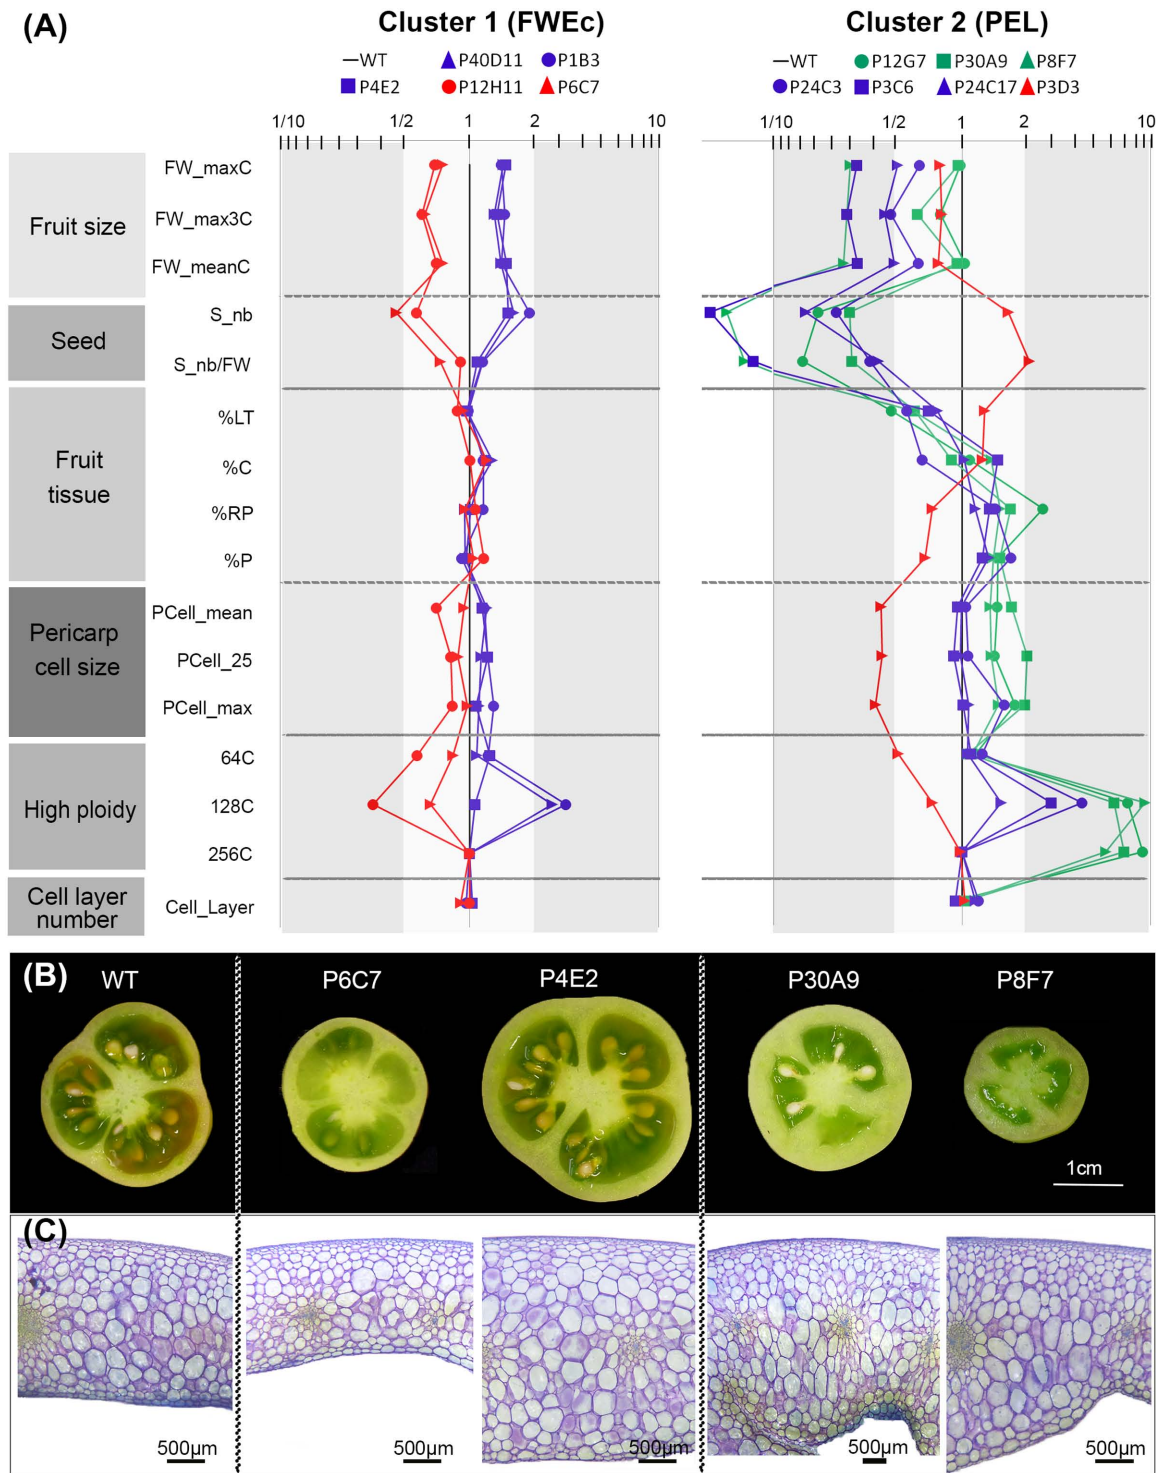 (A)
Cluster 1 (FWEc)
Cluster 2 (PEL)
WT
P40D11
P1B3
P4E2
P12H11
P6C7
WT
P12G7
P30A9
P8F7
P24C3
P3C6
P24C17
P3D3
1/10
1/2
1
2
10
1/10
1/2
1
2
10
Fruit size
FW_maxC
FW_max3C
FW_meanC
Seed
S_nb
S_nb/FW
Fruit
tissue
%LT
%C
%RP
%P
Pericarp
cell size
PCell_mean
PCell_25
PCell_max
High ploidy
64C
128C
256C
Cell layer
number
Cell_Layer
(B)
WT
P6C7
P4E2
P30A9
P8F7
1cm
(C)
500µm
500µm
500µm
500µm
500µm